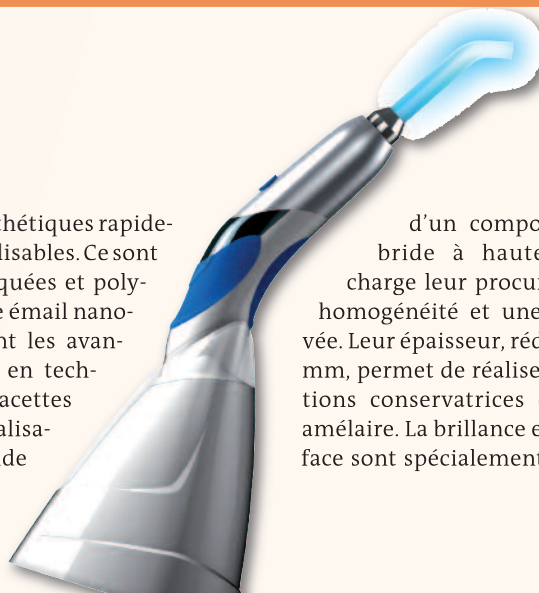 thétiques rapide-
lisables. Ce sont
quées et poly-
e émail nano-
nt les avan-
en tech-
acettes
alisa-
de
d'un compo
bride à haute
charge leur procu
homogénéité et une
vée. Leur épaisseur, réd
mm, permet de réalise
tions conservatrices
amélaire. La brillance e
face sont spécialement